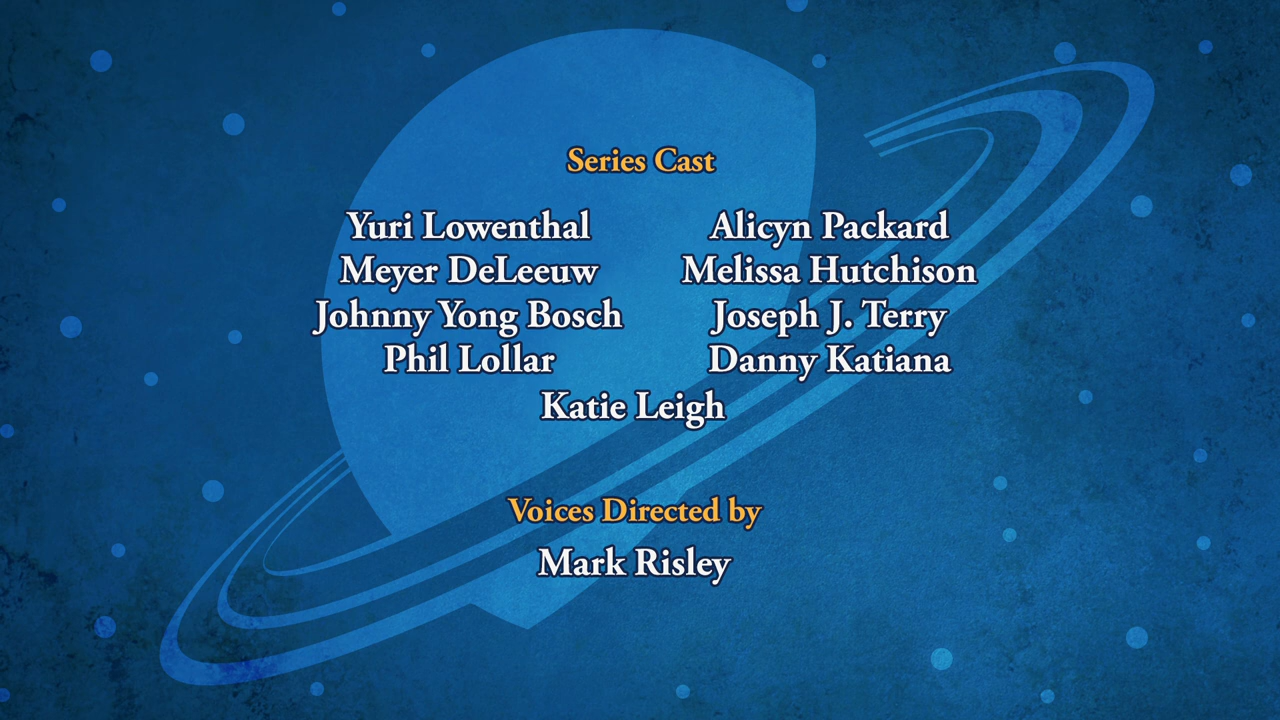 Series Cast
Yuri Lowenthal Alicyn Packard
Meyer DeLeeuw Melissa Hutchison
Johnny Yong Bosch Joseph J. Terry
Phil Lollar Danny Katiana
Katie Leigh
Voices Directed by
Mark Risley